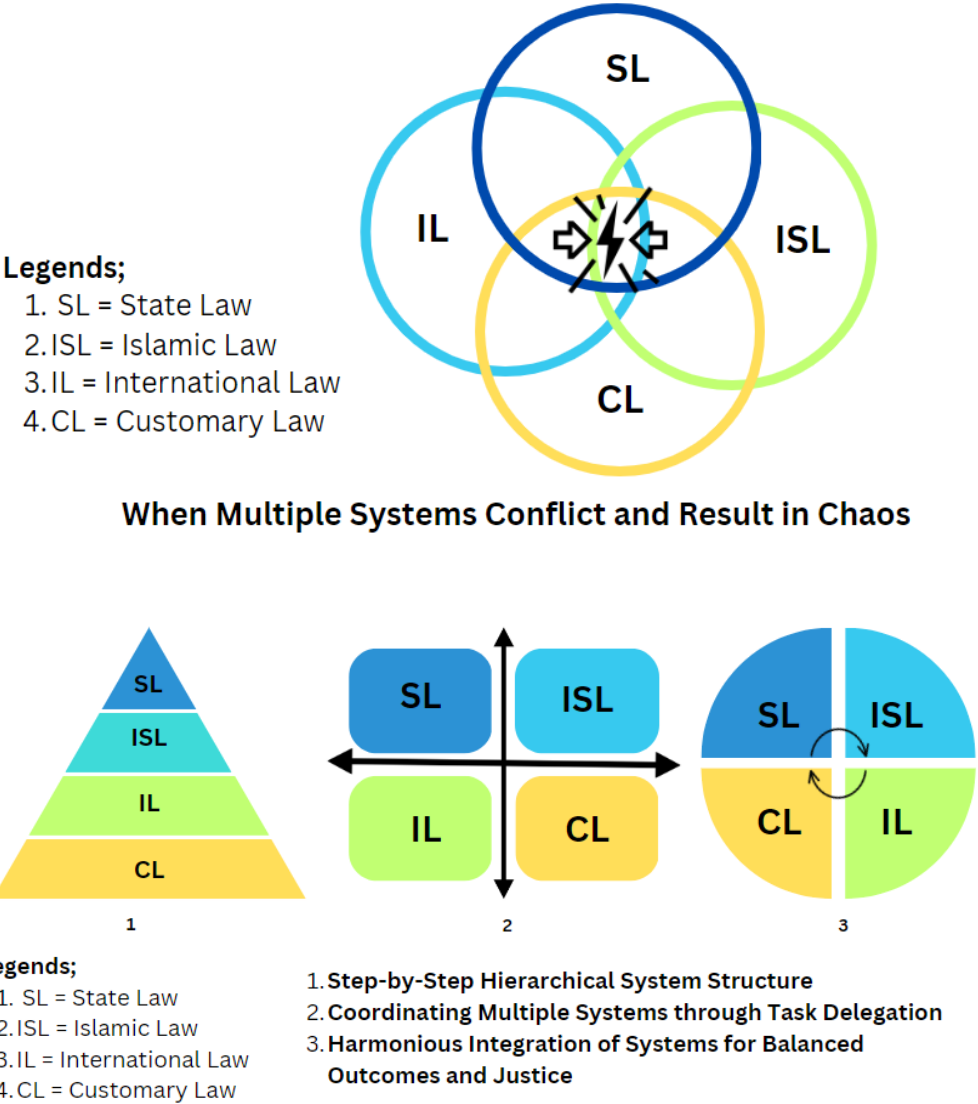 SL
IL
ISL
CL
Legends;
1. SL = State Law
2. ISL = Islamic Law
3. IL = International Law
4. CL = Customary Law
When Multiple Systems Conflict and Result in Chaos
SL
ISL
IL
CL
1
SL
ISL
IL
CL
2
SL
ISL
CL
IL
3
egends;
1. SL = State Law
2. ISL = Islamic Law
3. IL = International Law
4. CL = Customary Law
1. Step-by-Step Hierarchical System Structure
2. Coordinating Multiple Systems through Task Delegation
3. Harmonious Integration of Systems for Balanced
Outcomes and Justice